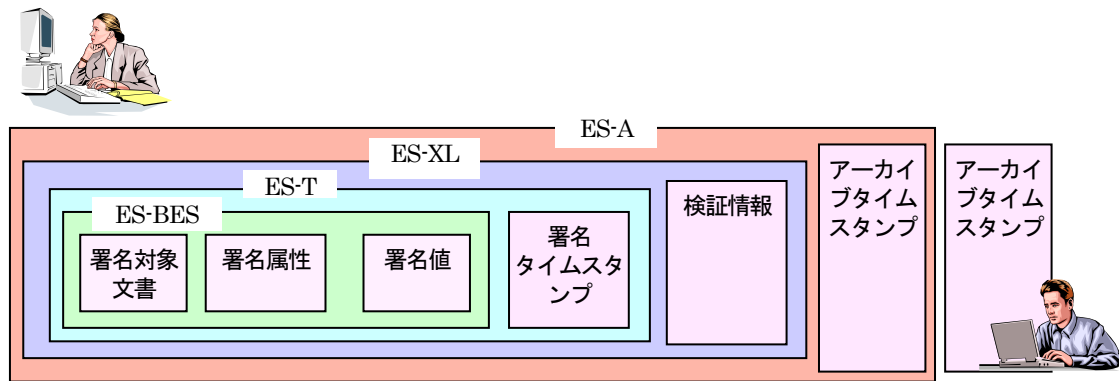 ES-A
ES-XL
ES-T
ES-BES
署名対象
文書
署名属性
署名値
署名
タイムスタ
ンプ
検証情報
アーカイ
ブタイム
スタンプ
アーカイ
ブタイム
スタンプ